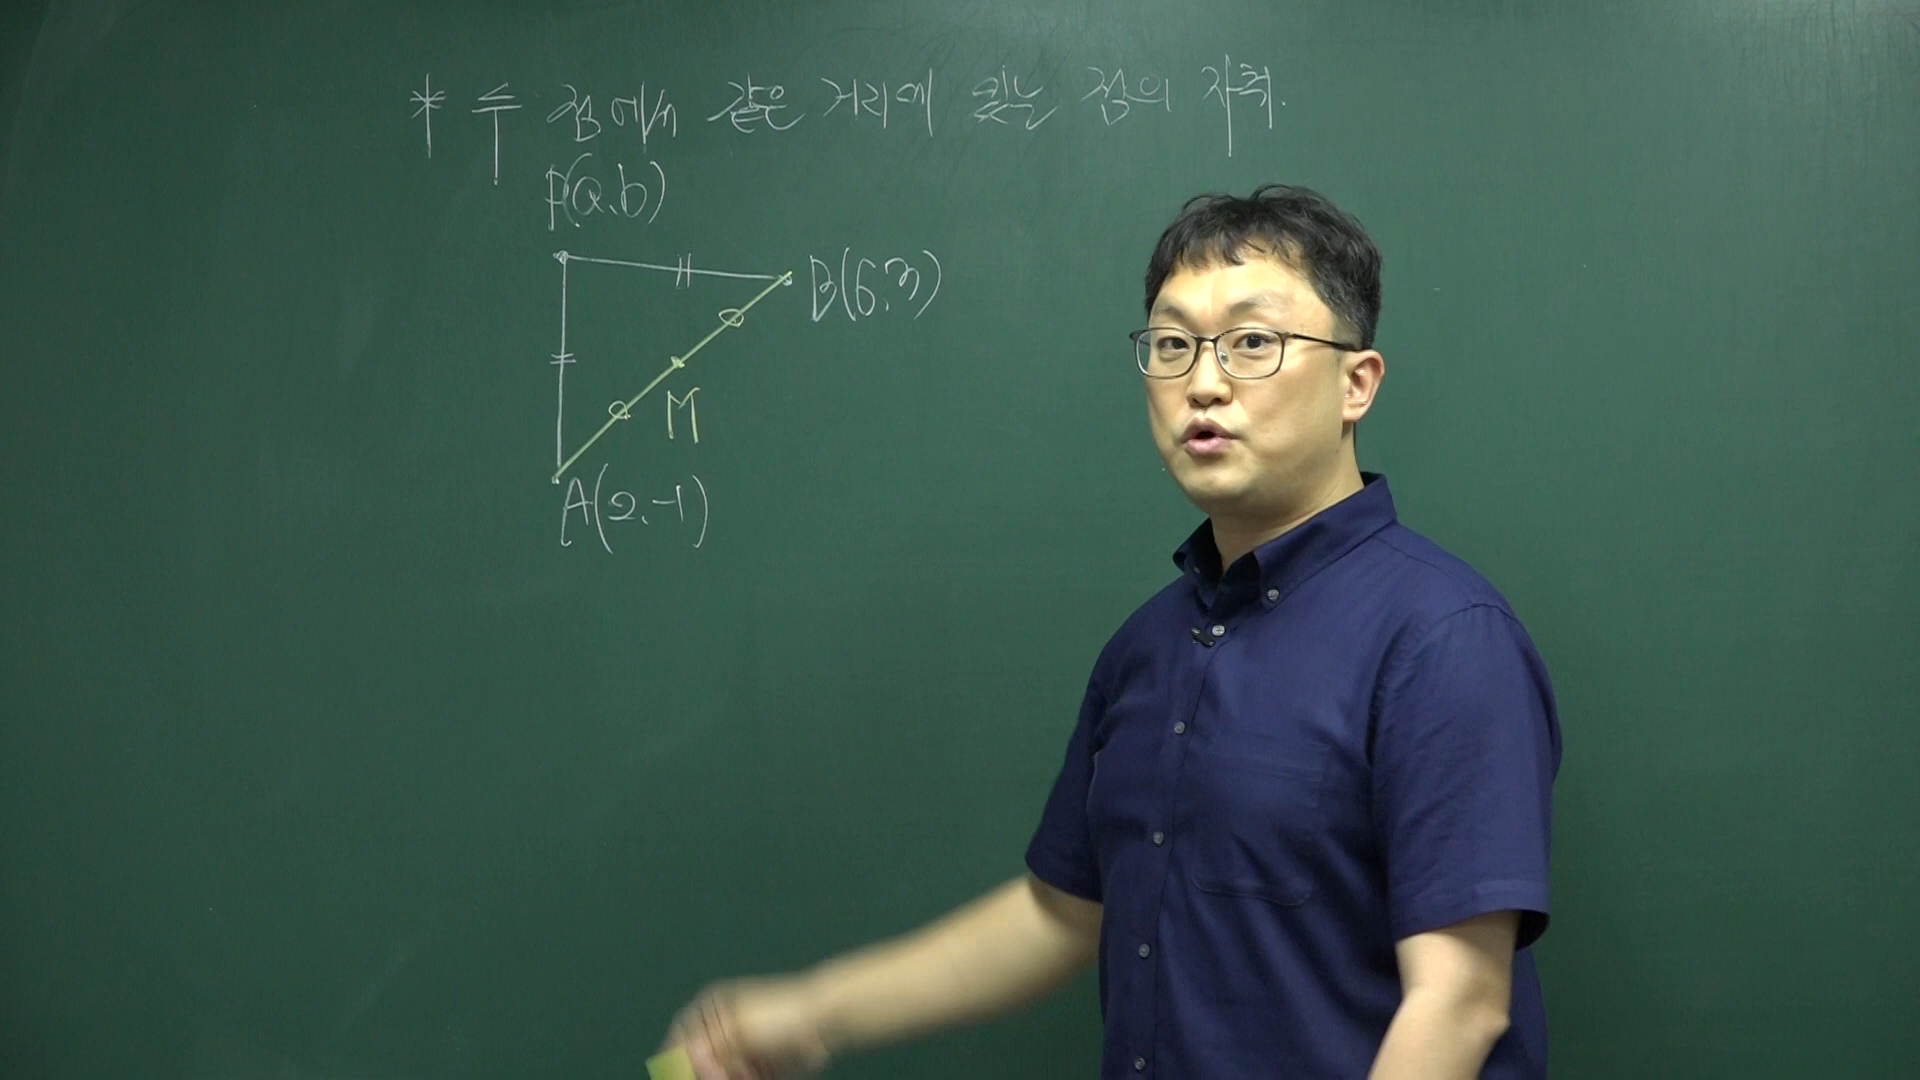 * 두 점에서 같은 거리에 있는 점의 자취.
P(a.b)
B(6.3)
M
A(2.-1)